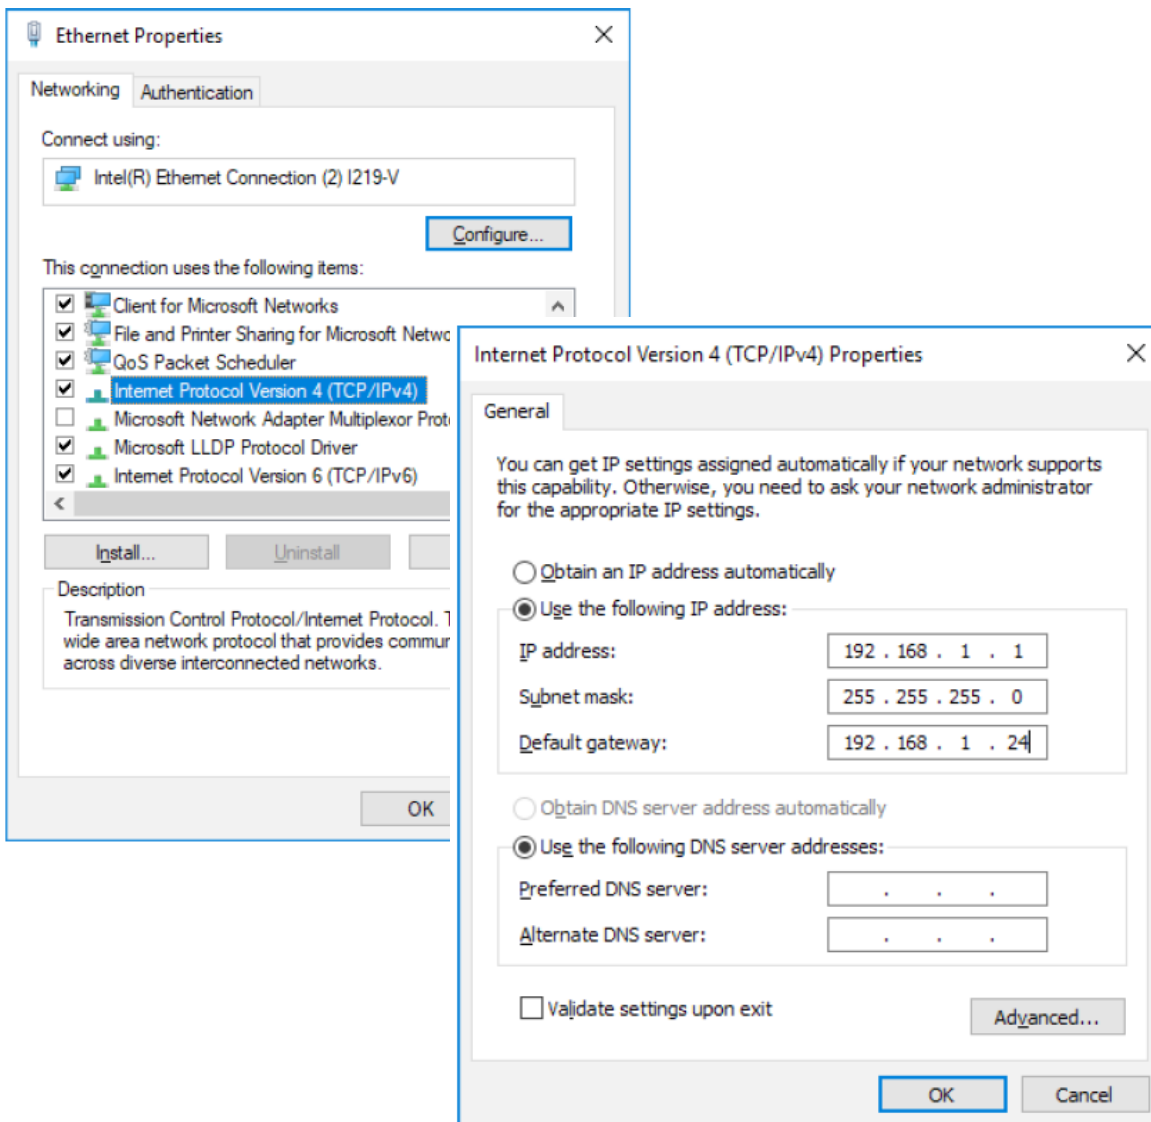 Ethernet Properties
Networking
Authentication
Connect using:
Intel(R) Ethernet Connection (2) I219-V
Configure...
This connection uses the following items:
Client for Microsoft Networks
File and Printer Sharing for Microsoft Netwo
QoS Packet Scheduler
Internet Protocol Version 4 (TCP/IPv4)
Microsoft Network Adapter Multiplexor Prot
Microsoft LLDP Protocol Driver
Internet Protocol Version 6 (TCP/IPv6)
Install...
Uninstall
Description
Transmission Control Protocol/Internet Protocol. T
wide area network protocol that provides commun
across diverse interconnected networks.
OK
Internet Protocol Version 4 (TCP/IPv4) Properties
General
You can get IP settings assigned automatically if your network supports
this capability. Otherwise, you need to ask your network administrator
for the appropriate IP settings.
Obtain an IP address automatically
Use the following IP address:
IP address: 192 . 168 . 1 . 1
Subnet mask: 255 . 255 . 255 . 0
Default gateway: 192 . 168 . 1 . 24
Obtain DNS server address automatically
Use the following DNS server addresses:
Preferred DNS server: . . .
Alternate DNS server: . . .
Validate settings upon exit
Advanced...
OK
Cancel